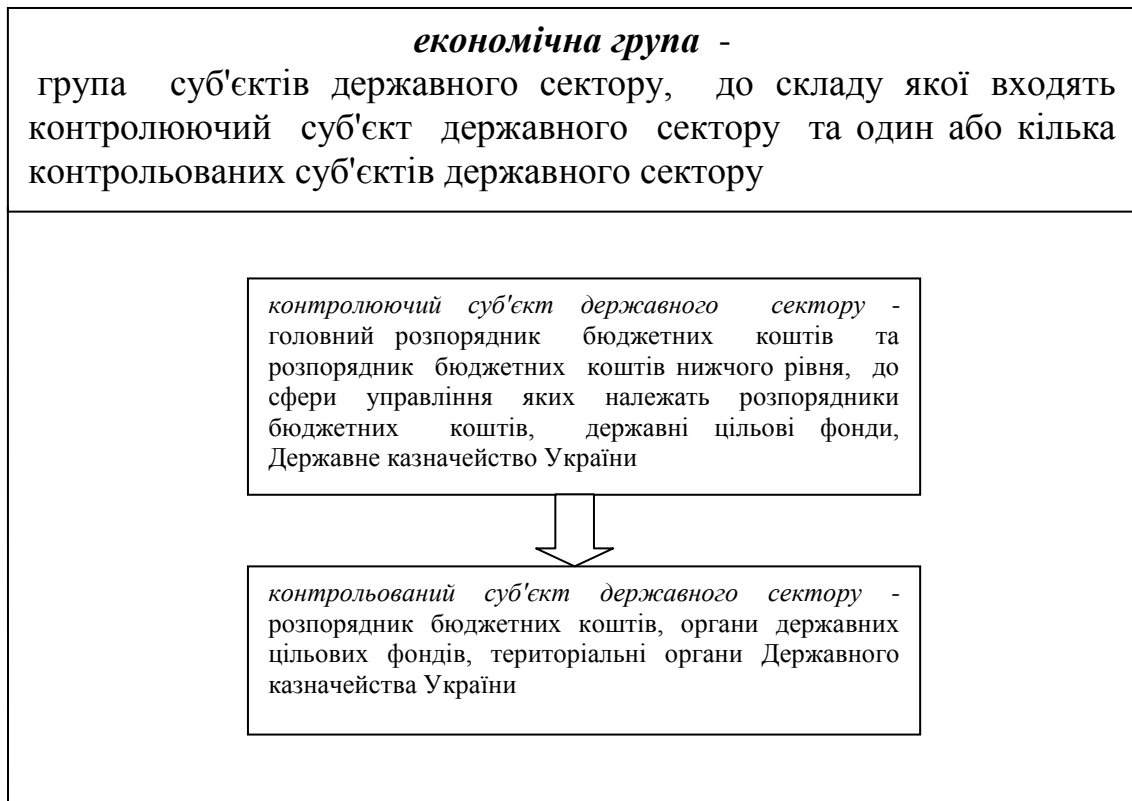 економічна група -
група суб'єктів державного сектору, до складу якої входять
контролюючий суб'єкт державного сектору та один або кілька
контрольованих суб'єктів державного сектору
контролюючий суб'єкт державного сектору -
головний розпорядник бюджетних коштів та
розпорядник бюджетних коштів нижчого рівня, до
сфери управління яких належать розпорядники
бюджетних коштів, державні цільові фонди,
Державне казначейство України
контрольований суб'єкт державного сектору -
розпорядник бюджетних коштів, органи державних
цільових фондів, територіальні органи Державного
казначейства України